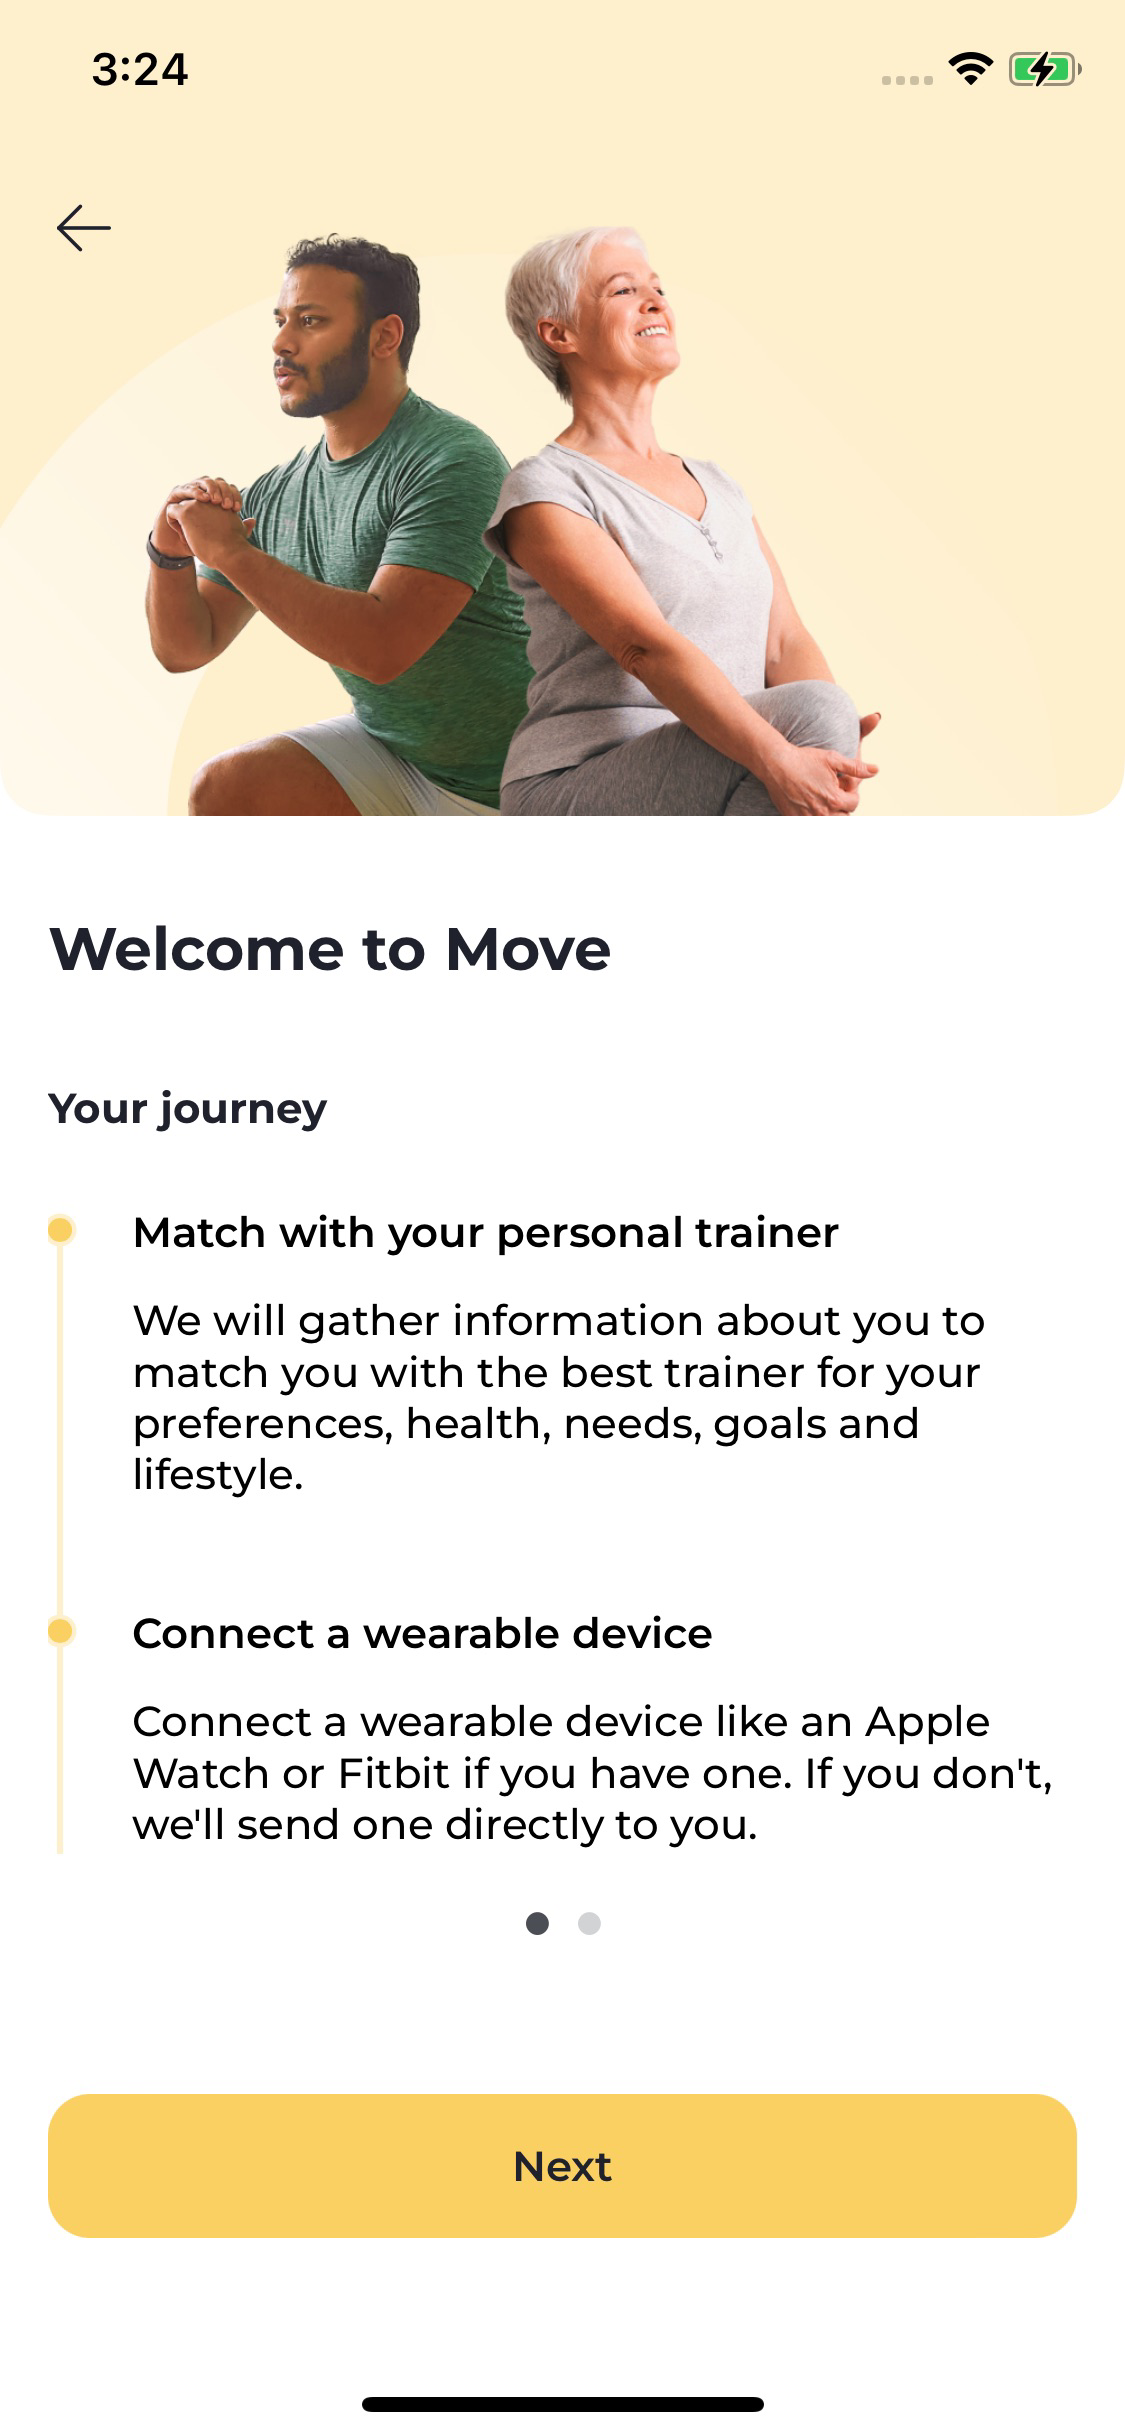 3:24
Welcome to Move
Your journey
Match with your personal trainer
We will gather information about you to
match you with the best trainer for your
preferences, health, needs, goals and
lifestyle.
Connect a wearable device
Connect a wearable device like an Apple
Watch or Fitbit if you have one. If you don't,
we'll send one directly to you.
Next